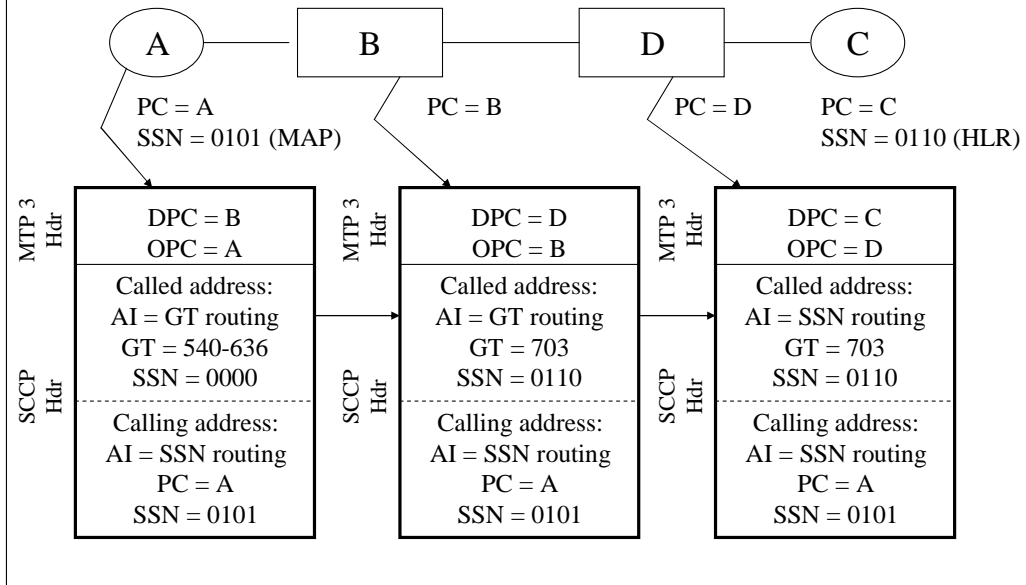 A
B
D
C
PC = A
SSN = 0101 (MAP)
PC = B
PC = D
PC = C
SSN = 0110 (HLR)
MTP 3
Hdr
DPC = B
OPC = A
SCCP
Hdr
Called address:
AI = GT routing
GT = 540-636
SSN = 0000
Calling address:
AI = SSN routing
PC = A
SSN = 0101
MTP 3
Hdr
DPC = D
OPC = B
SCCP
Hdr
Called address:
AI = GT routing
GT = 703
SSN = 0110
Calling address:
AI = SSN routing
PC = A
SSN = 0101
MTP 3
Hdr
DPC = C
OPC = D
SCCP
Hdr
Called address:
AI = SSN routing
GT = 703
SSN = 0110
Calling address:
AI = SSN routing
PC = A
SSN = 0101